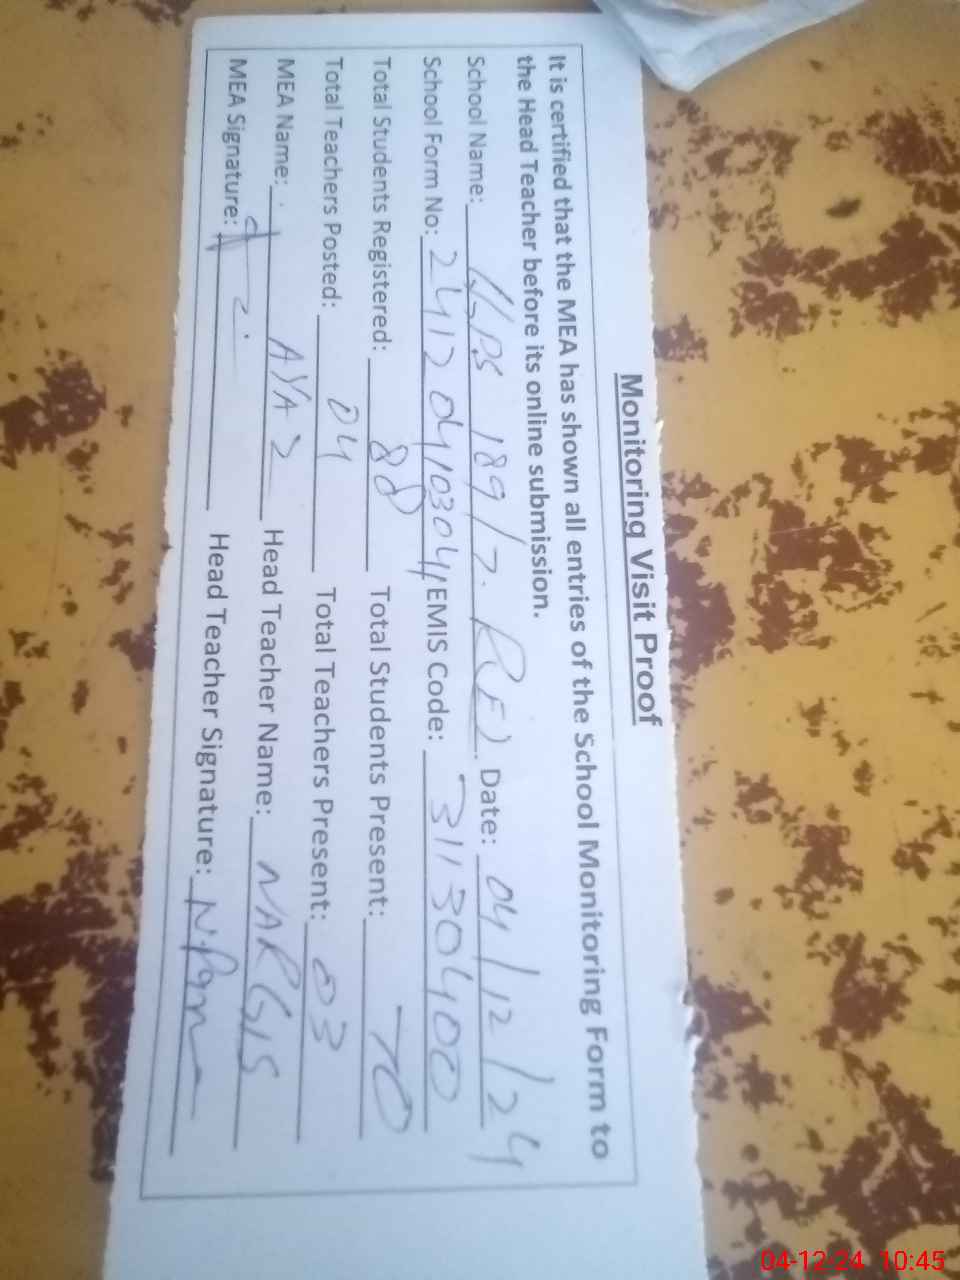 Monitoring Visit Proof
It is certified that the MEA has shown all entries of the School Monitoring Form to
the Head Teacher before its online submission.
School Name: 189/7. R Date: 04/12/24
School Form No: 24120410304 EMIS Code: 31130400
Total Students Registered: 88 Total Students Present: 70
Total Teachers Posted: 04 Total Teachers Present: 03
MEA Name: AYAZ Head Teacher Name: NARGIS
MEA Signature: Head Teacher Signature:
04-12-24 10:45